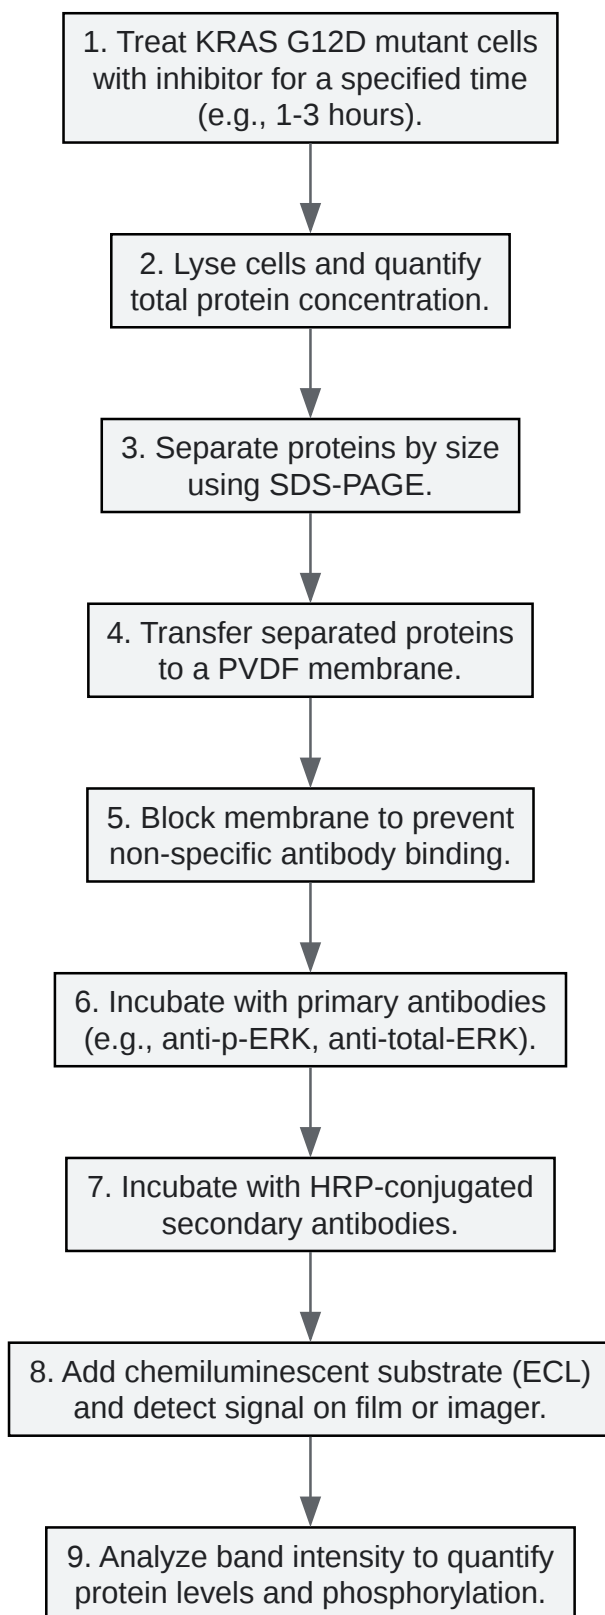 1. Treat KRAS G12D mutant cells
with inhibitor for a specified time
(e.g., 1-3 hours).
2. Lyse cells and quantify
total protein concentration.
3. Separate proteins by size
using SDS-PAGE.
4. Transfer separated proteins
to a PVDF membrane.
5. Block membrane to prevent
non-specific antibody binding.
6. Incubate with primary antibodies
(e.g., anti-p-ERK, anti-total-ERK).
7. Incubate with HRP-conjugated
secondary antibodies.
8. Add chemiluminescent substrate (ECL)
and detect signal on film or imager.
9. Analyze band intensity to quantify
protein levels and phosphorylation.